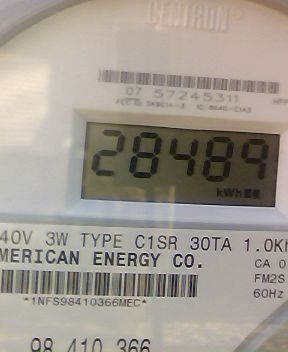 CENTRON®
07 57245311
28489
kWh
40V 3W TYPE C1SR 30TA 1.0Kh
MERICAN ENERGY CO.
CA 0
FM2S
*1NFS98410366MEC*
60Hz
98 410 366